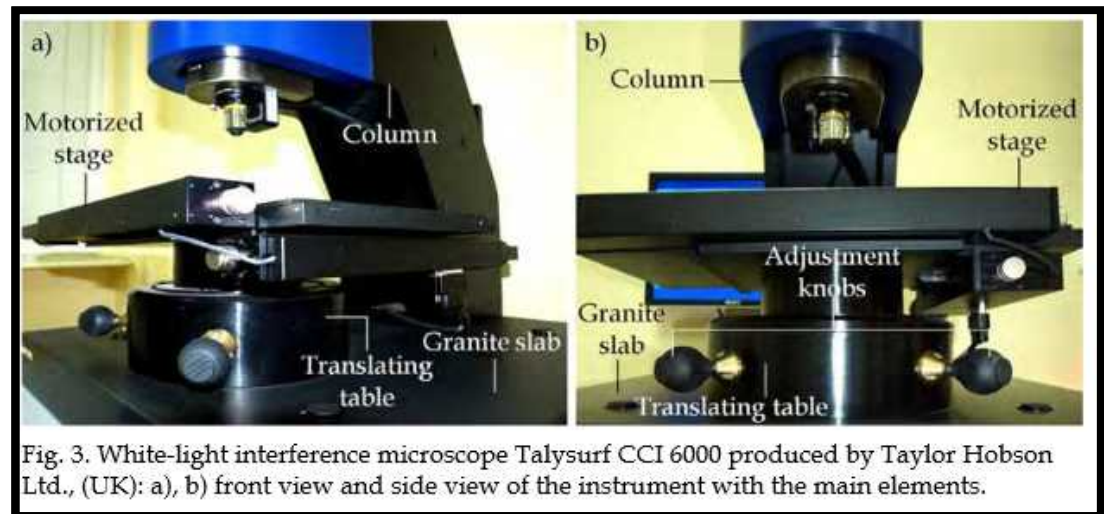 a)
Column
Motorized
stage
Translating
table
Granite slab
b)
Column
Motorized
stage
Adjustment
knobs
Granite
slab
Translating table
Fig. 3. White-light interference microscope Talysurf CCI 6000 produced by Taylor Hobson
Ltd., (UK): a), b) front view and side view of the instrument with the main elements.